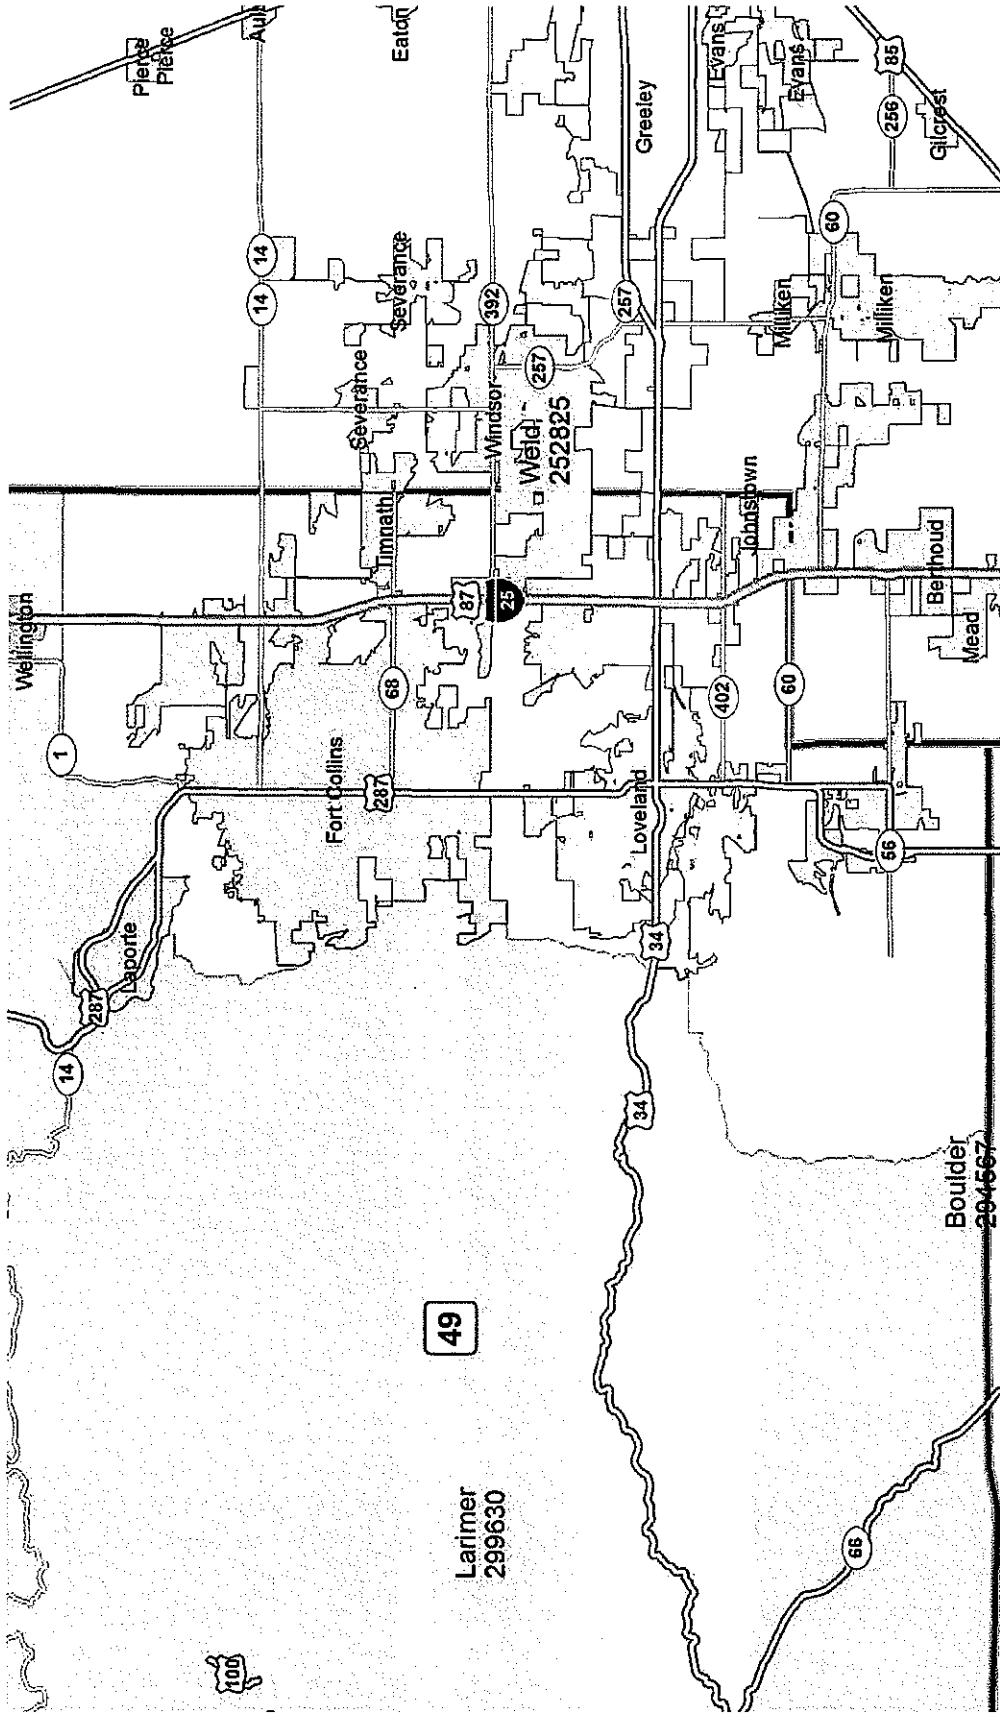 Wellington
Pierce
Pierce
Ault
Eaton
1
14
14
287
14
Laporte
Fort Collins
287
68
Timnath
Severance
Severance
392
Windsor
257
257
87
25
Weld
252825
Greeley
Evans
Evans
85
256
Gilcrest
60
Milliken
Milliken
Johnstown
Berthoud
Mead
402
60
Loveland
34
34
56
49
Larimer
299630
Boulder
294567
66
100